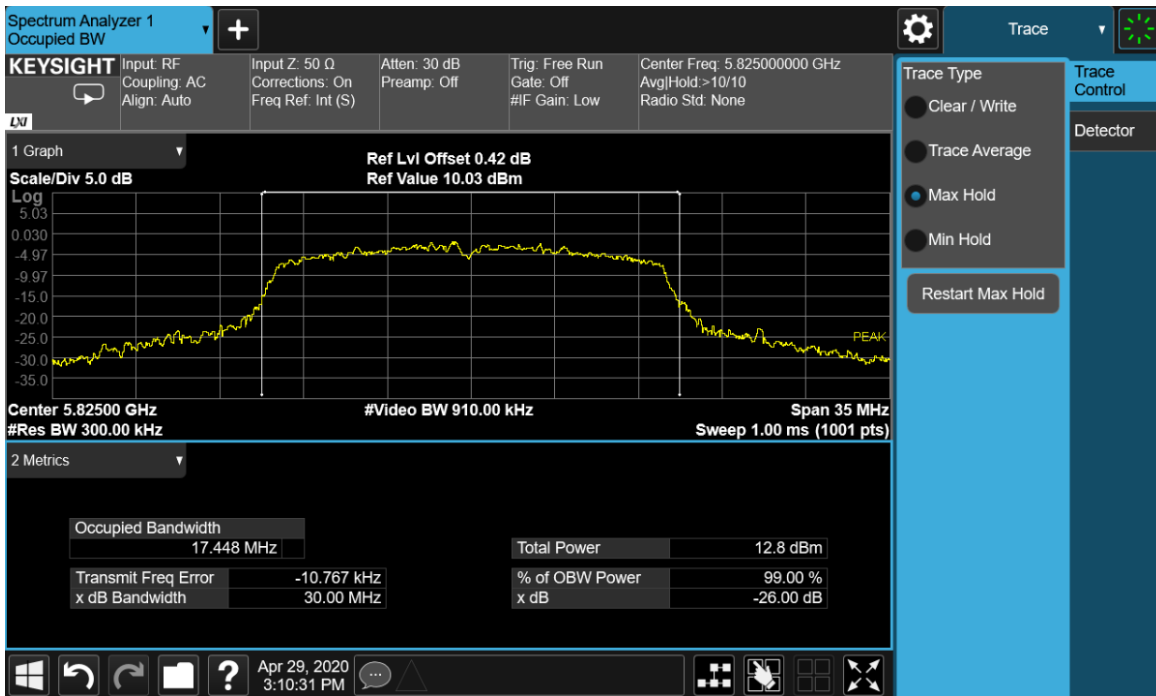 Spectrum Analyzer 1
Occupied BW
+
Trace
KEYSIGHT
LXI
Input: RF
Coupling: AC
Align: Auto
Input Z: 50 Ω
Corrections: On
Freq Ref: Int (S)
Atten: 30 dB
Preamp: Off
Trig: Free Run
Gate: Off
#IF Gain: Low
Center Freq: 5.825000000 GHz
Avg|Hold:>10/10
Radio Std: None
Trace Type
Clear / Write
Trace Average
Max Hold
Min Hold
Restart Max Hold
Trace
Control
Detector
1 Graph
Scale/Div 5.0 dB
Ref Lvl Offset 0.42 dB
Ref Value 10.03 dBm
Log
5.03
0.030
-4.97
-9.97
-15.0
-20.0
-25.0
-30.0
-35.0
PEAK
Center 5.82500 GHz
#Res BW 300.00 kHz
#Video BW 910.00 kHz
Span 35 MHz
Sweep 1.00 ms (1001 pts)
2 Metrics
Occupied Bandwidth
17.448 MHz
Total Power 12.8 dBm
Transmit Freq Error -10.767 kHz
% of OBW Power 99.00 %
x dB Bandwidth 30.00 MHz
x dB -26.00 dB
?
Apr 29, 2020
3:10:31 PM